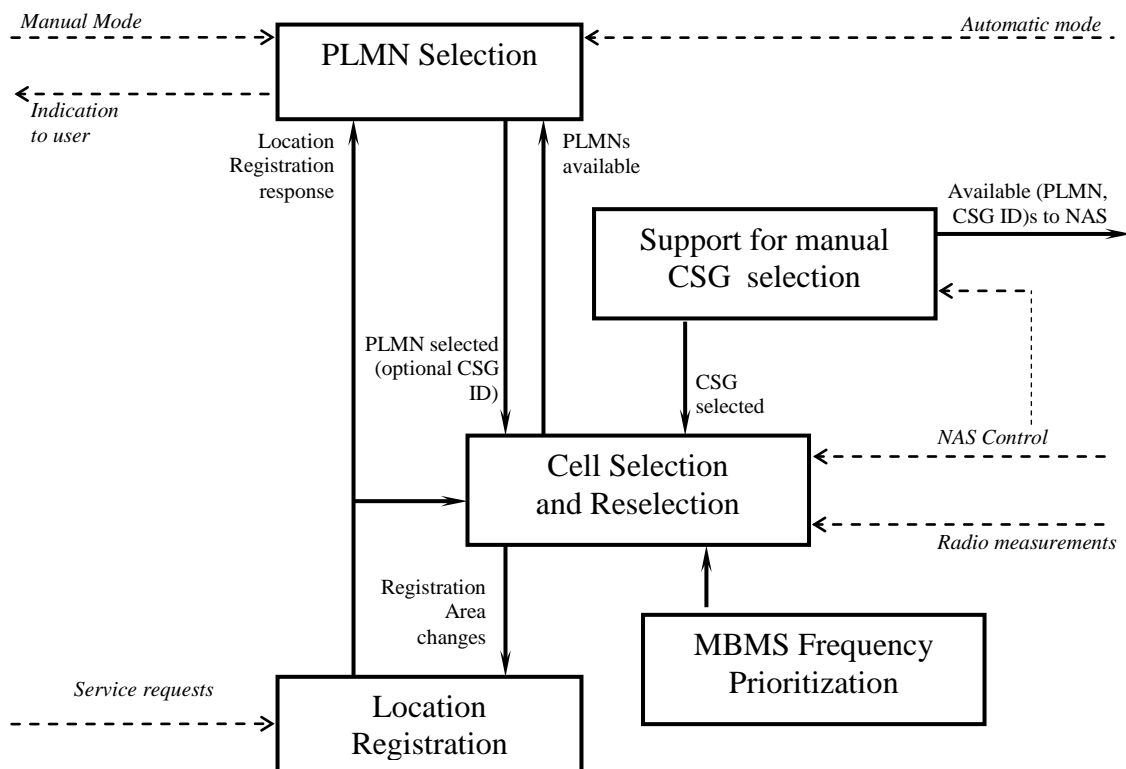 Manual Mode
Automatic mode
PLMN Selection
Indication
to user
Location
Registration
response
PLMNs
available
Available (PLMN,
CSG ID)s to NAS
Support for manual
CSG selection
PLMN selected
(optional CSG
ID)
CSG
selected
NAS Control
Cell Selection
and Reselection
Radio measurements
Registration
Area
changes
MBMS Frequency
Prioritization
Service requests
Location
Registration